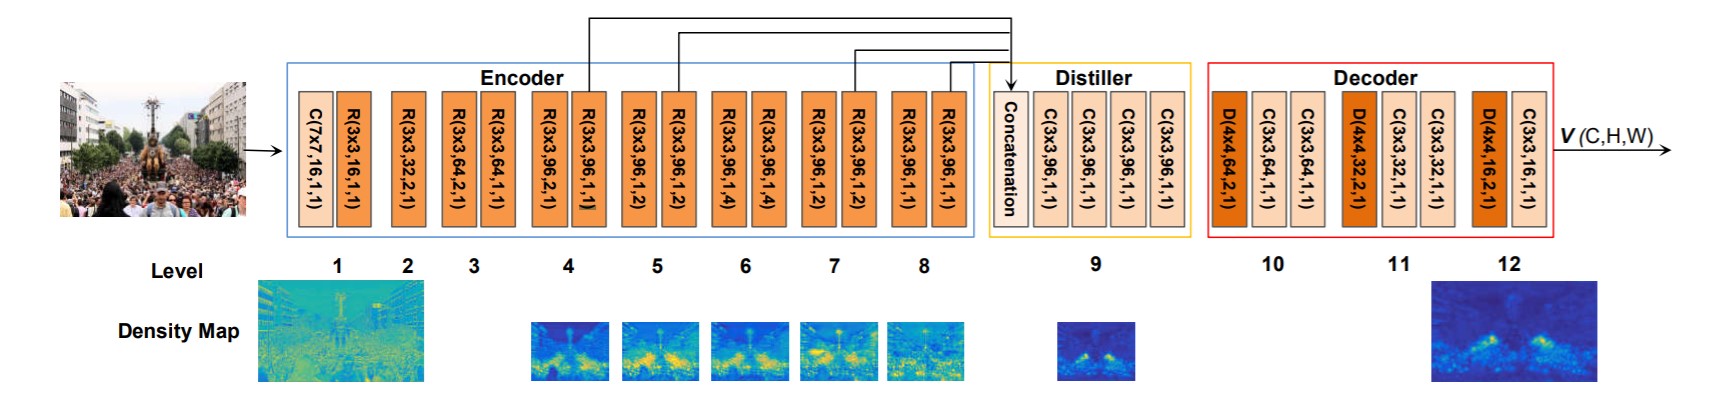 Encoder
Distiller
Decoder
C(7x7,16,1,1)
R(3x3,16,1,1)
R(3x3,32,2,1)
R(3x3,64,2,1)
R(3x3,64,1,1)
R(3x3,96,2,1)
R(3x3,96,1,1)
R(3x3,96,1,2)
R(3x3,96,1,2)
R(3x3,96,1,4)
R(3x3,96,1,4)
R(3x3,96,1,2)
R(3x3,96,1,2)
R(3x3,96,1,1)
R(3x3,96,1,1)
Concatenation
C(3x3,96,1,1)
C(3x3,96,1,1)
C(3x3,96,1,1)
C(3x3,96,1,1)
D(4x4,64,2,1)
C(3x3,64,1,1)
C(3x3,64,1,1)
D(4x4,32,2,1)
C(3x3,32,1,1)
C(3x3,32,1,1)
D(4x4,16,2,1)
C(3x3,16,1,1)
V (C,H,W)
Level 1 2 3 4 5 6 7 8 9 10 11 12
Density Map